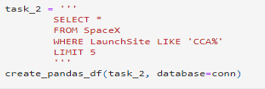 task_2 = '''
SELECT *
FROM SpaceX
WHERE LaunchSite LIKE 'CCA%'
LIMIT 5
'''
create_pandas_df(task_2, database=conn)